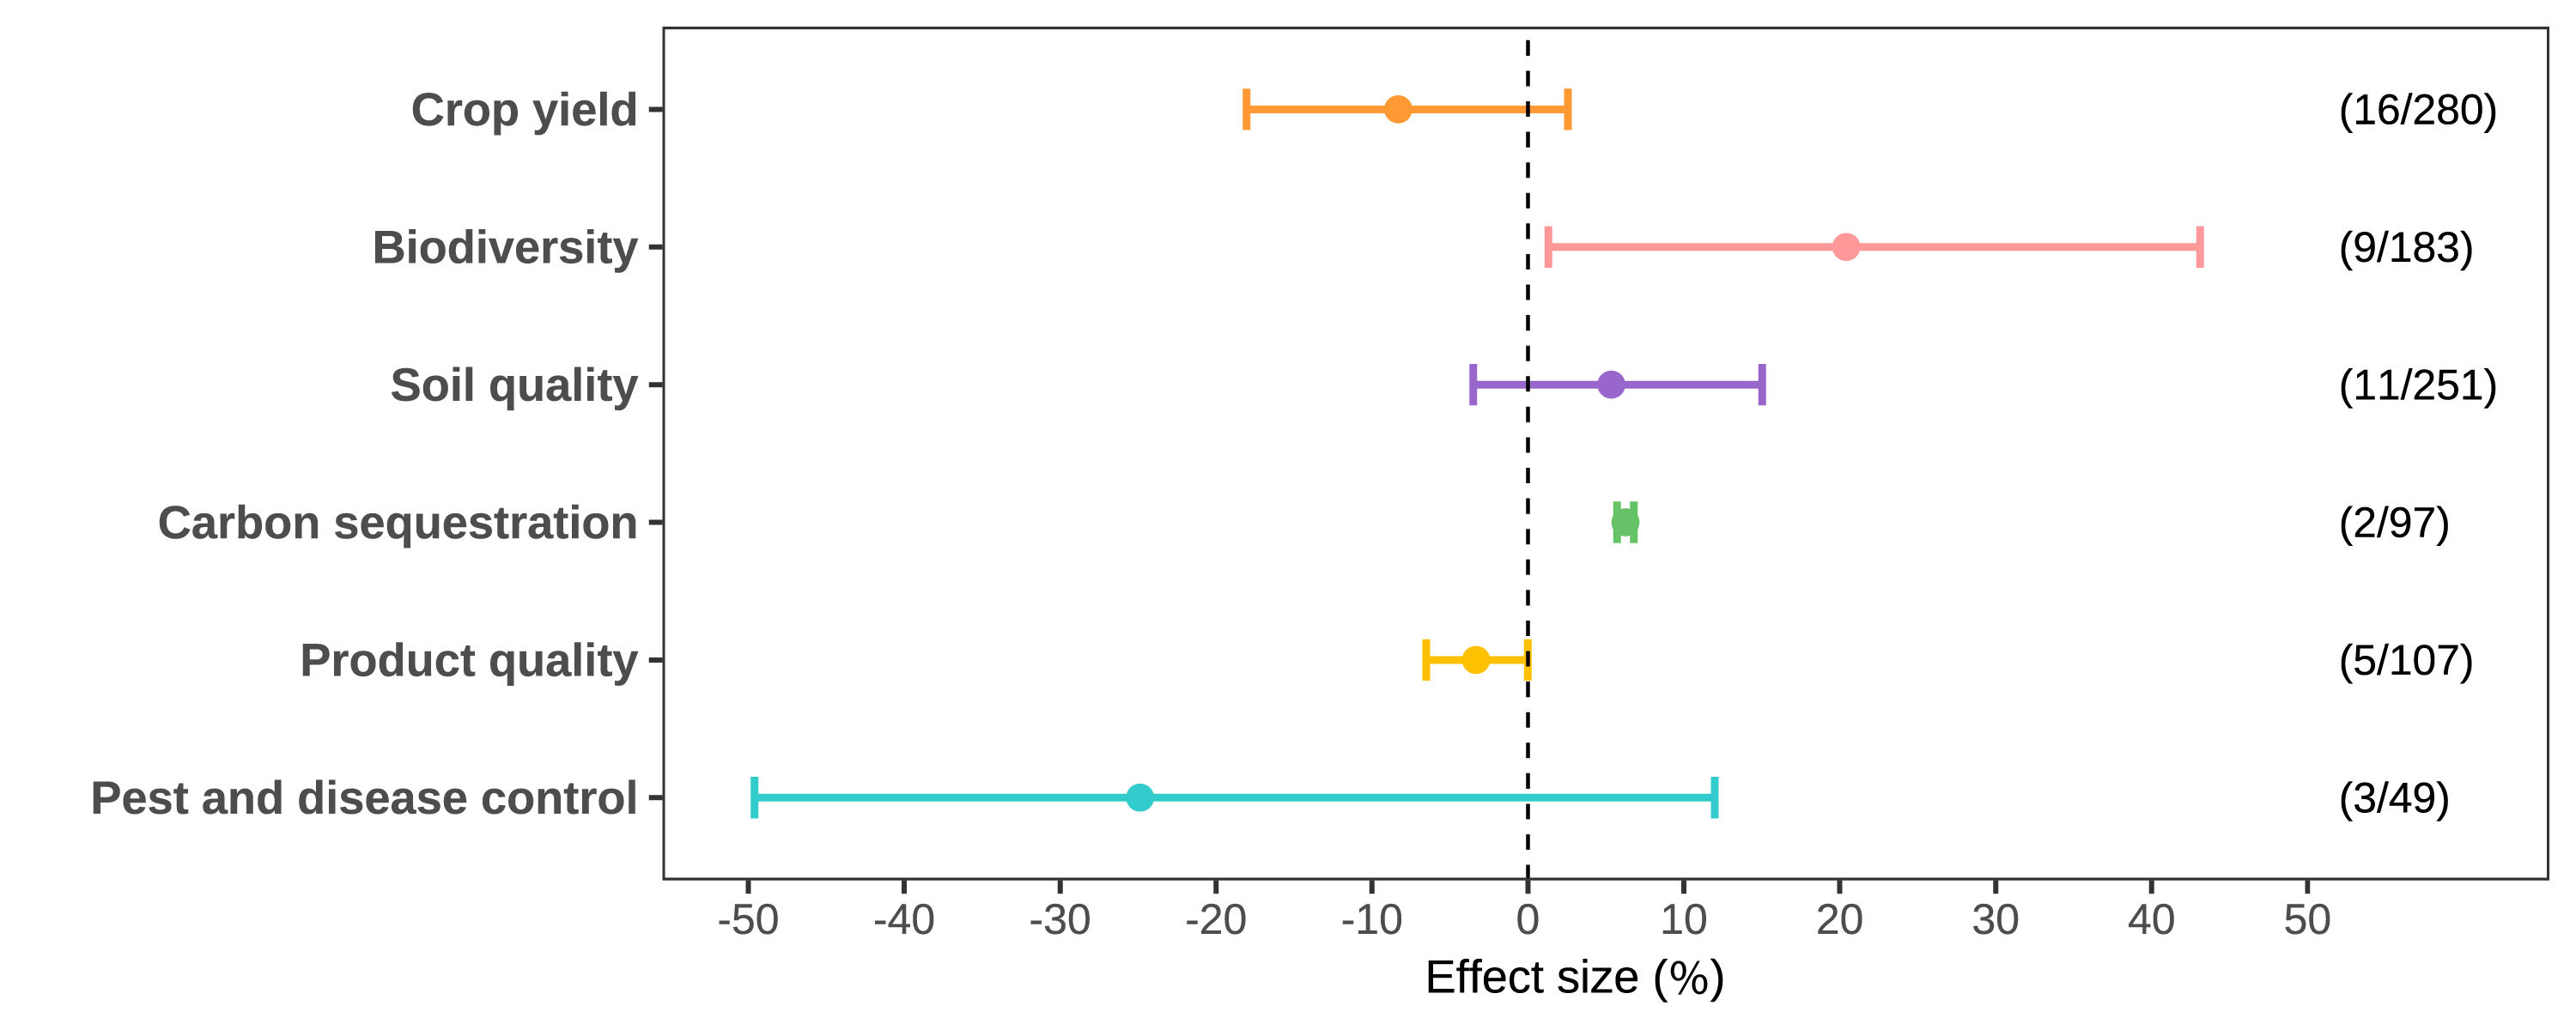 Crop yield (16/280)
Biodiversity (9/183)
Soil quality (11/251)
Carbon sequestration (2/97)
Product quality (5/107)
Pest and disease control (3/49)
-50 -40 -30 -20 -10 0 10 20 30 40 50
Effect size (%)